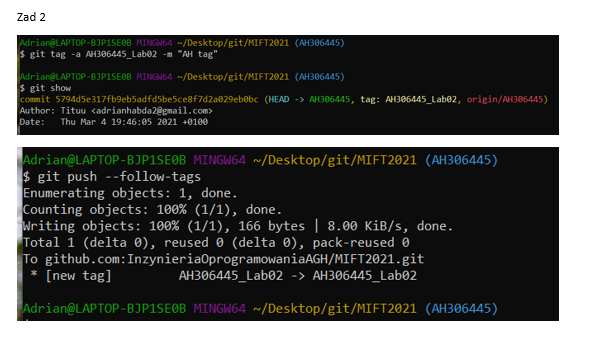 Zad 2
Adrian@LAPTOP-BJP1SE0B MINGW64 ~/Desktop/git/MIFT2021 (AH306445)
$ git tag -a AH306445_Lab02 -m "AH tag"
Adrian@LAPTOP-BJP1SE0B MINGW64 ~/Desktop/git/MIFT2021 (AH306445)
$ git show
commit 5794d5e317fb9eb5adfd5be5ce8f7d2a029eb0bc (HEAD -> AH306445, tag: AH306445_Lab02, origin/AH306445)
Author: Tituu <adrianhabda2@gmail.com>
Date:   Thu Mar 4 19:46:05 2021 +0100
Adrian@LAPTOP-BJP1SE0B MINGW64 ~/Desktop/git/MIFT2021 (AH306445)
$ git push --follow-tags
Enumerating objects: 1, done.
Counting objects: 100% (1/1), done.
Writing objects: 100% (1/1), 166 bytes | 8.00 KiB/s, done.
Total 1 (delta 0), reused 0 (delta 0), pack-reused 0
To github.com:InzynieriaOprogramowaniaAGH/MIFT2021.git
 * [new tag]         AH306445_Lab02 -> AH306445_Lab02
Adrian@LAPTOP-BJP1SE0B MINGW64 ~/Desktop/git/MIFT2021 (AH306445)